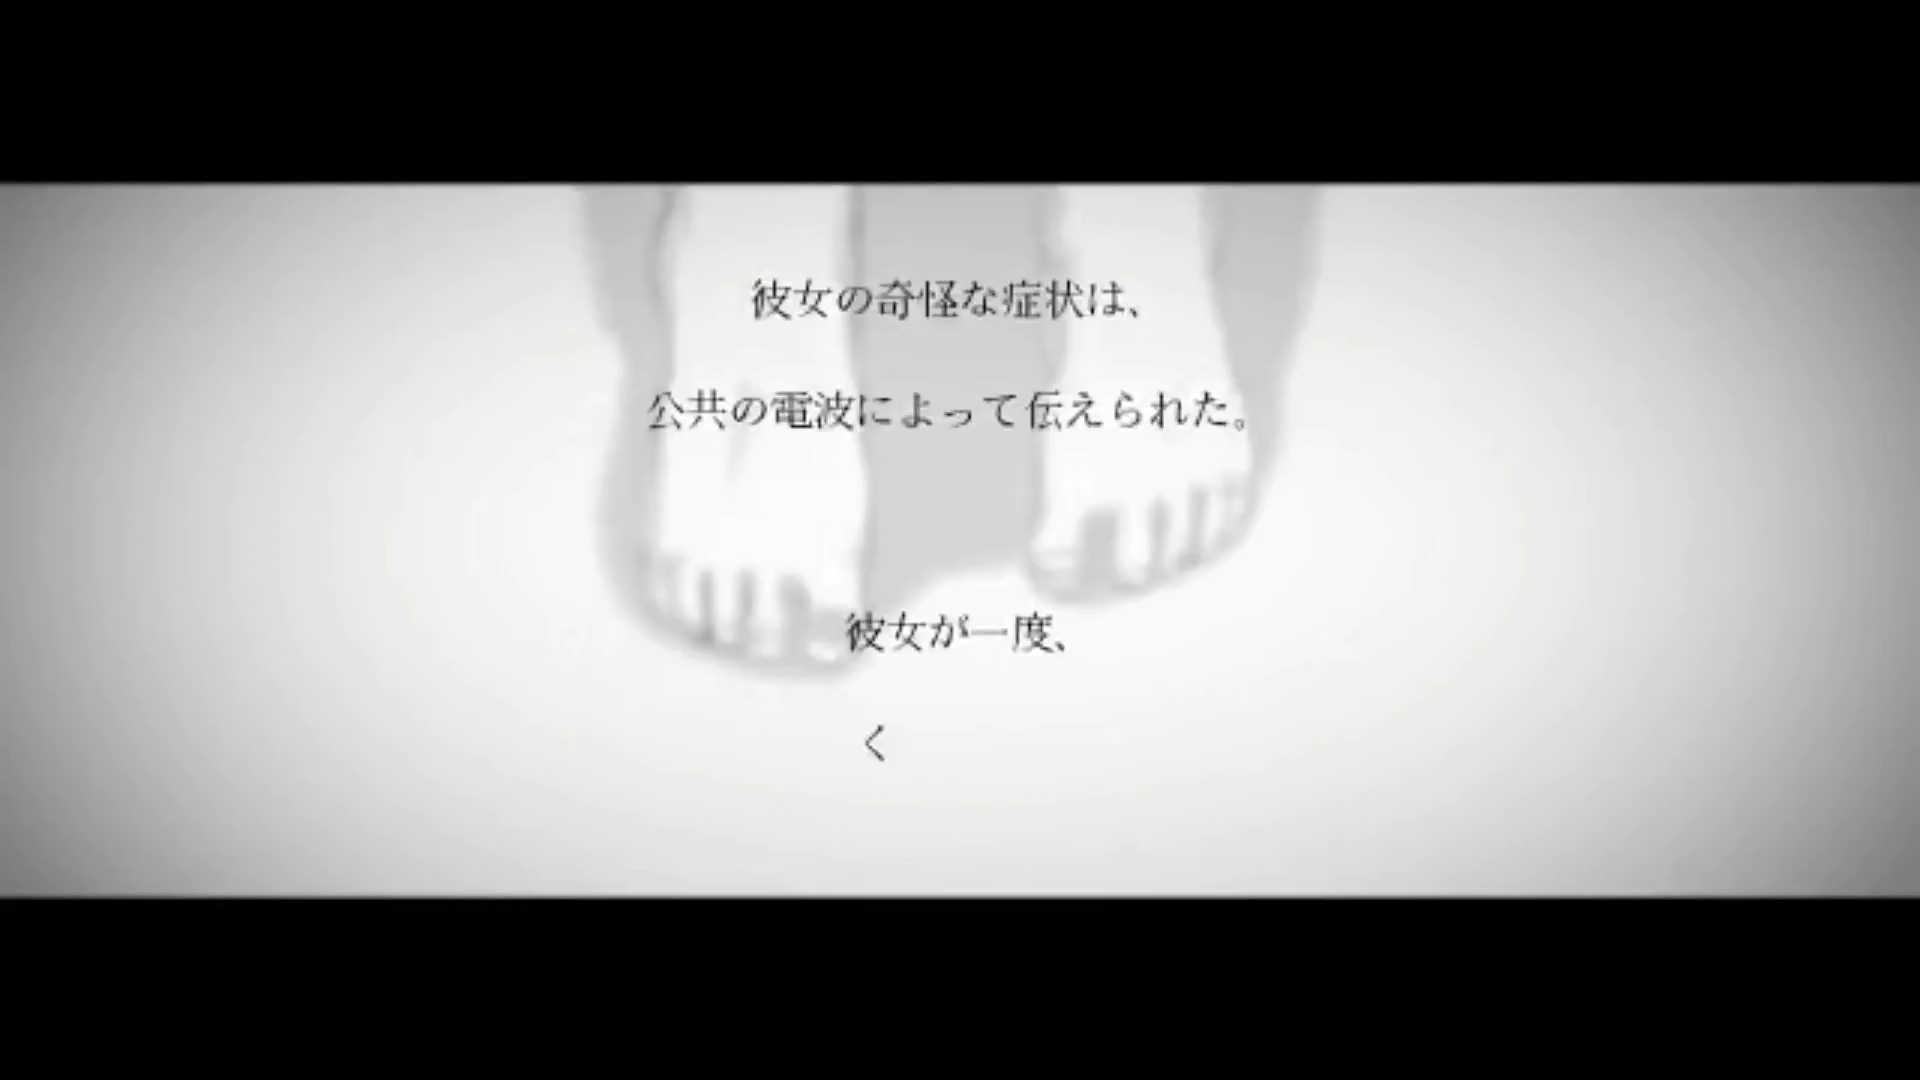 彼女の奇怪な症状は、
公共の電波によって伝えられた。
彼女が一度、
く